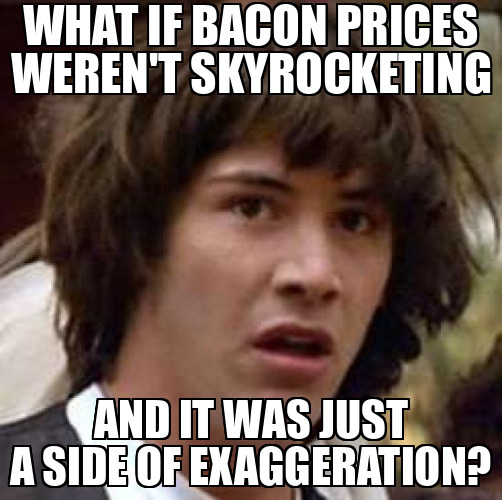 WHAT IF BACON PRICES
WEREN'T SKYROCKETING
AND IT WAS JUST
A SIDE OF EXAGGERATION?